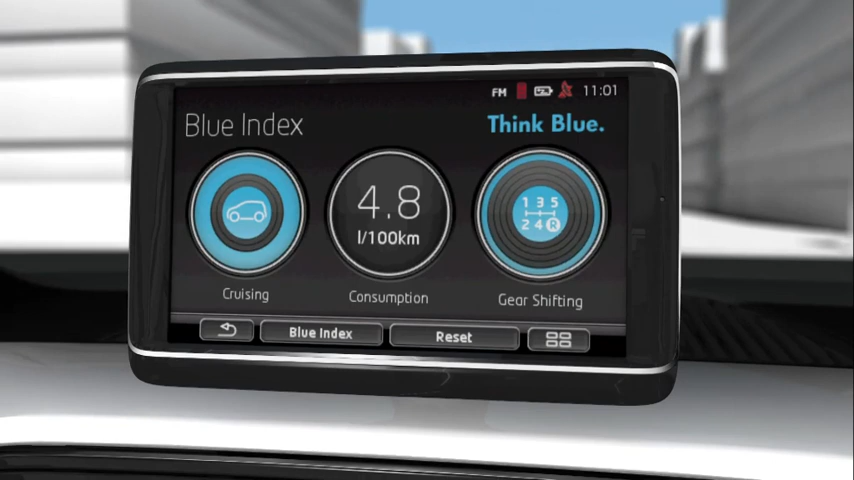 FM 11:01
Blue Index Think Blue.
4.8
l/100km
1 3 5
2 4 R
Cruising Consumption Gear Shifting
Blue Index Reset